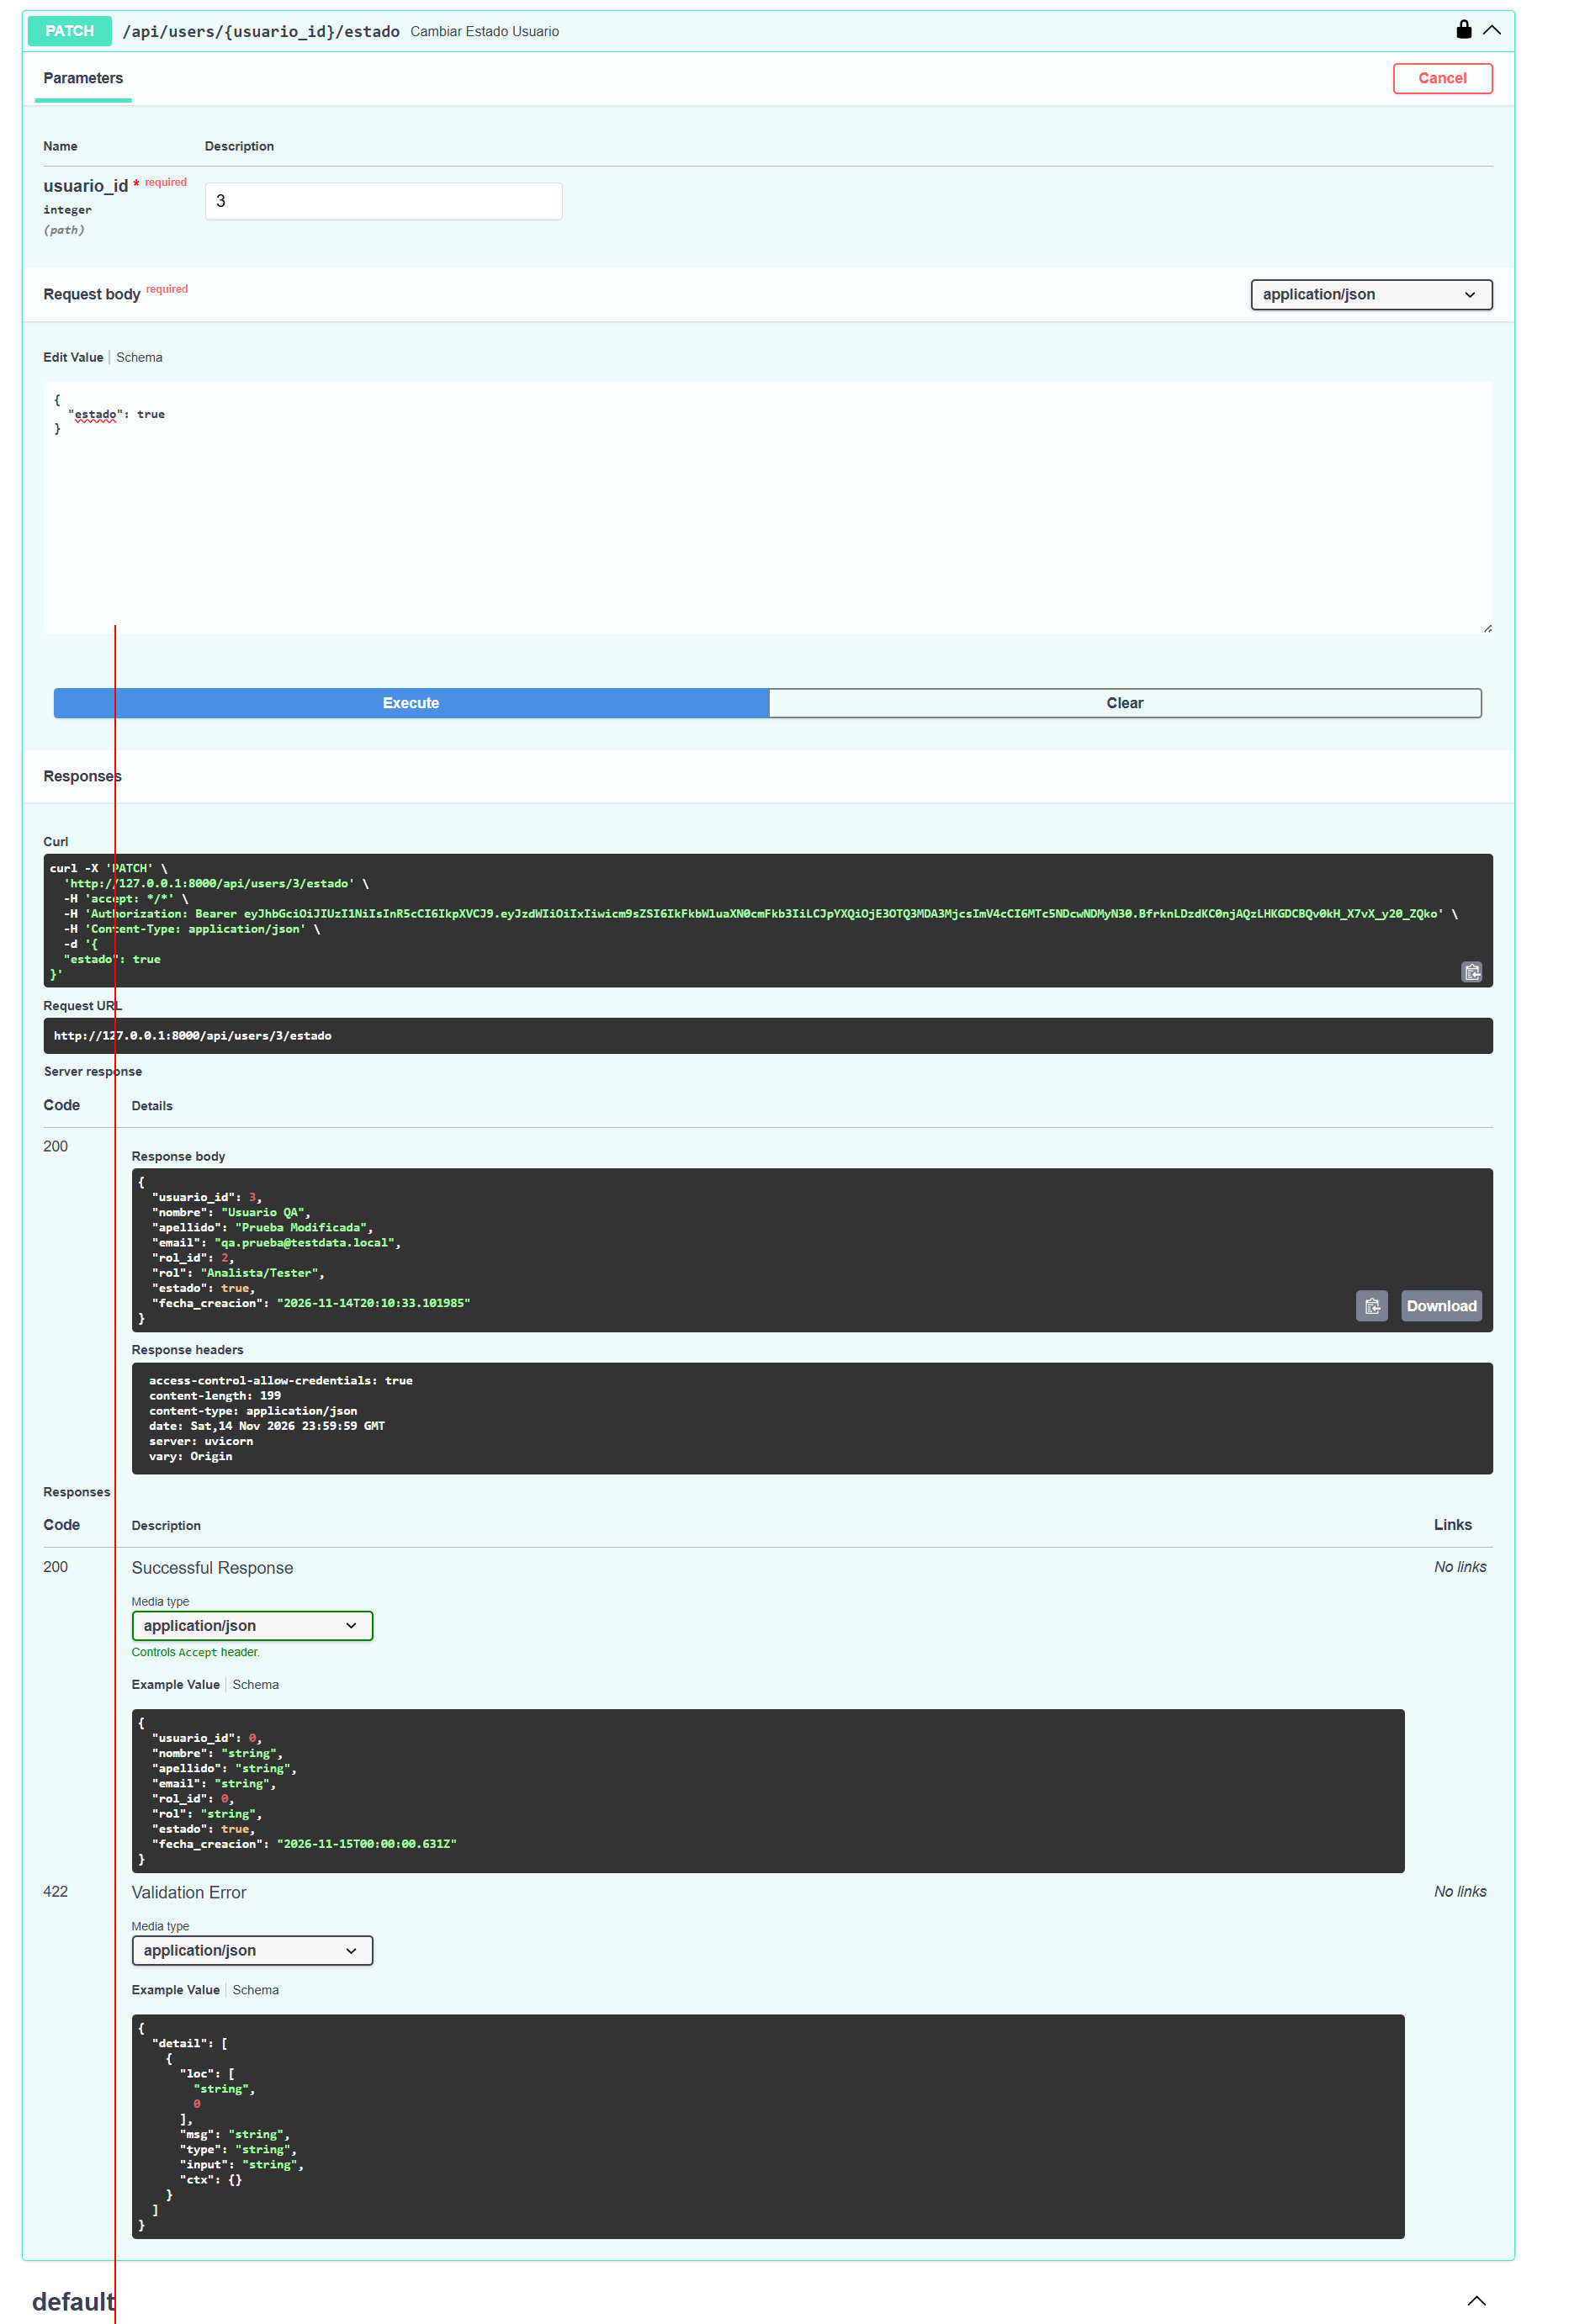 PATCH /api/users/{usuario_id}/estado Cambiar Estado Usuario
Parameters
Cancel
Name Description
usuario_id * required
integer
(path)
3
Request body required
application/json
Edit Value | Schema
{
  "estado": true
}
Execute
Clear
Responses
Curl
curl -X 'PATCH' \
  'http://127.0.0.1:8000/api/users/3/estado' \
  -H 'accept: */*' \
  -H 'Authorization: Bearer eyJhbGciOiJIUzI1NiIsInR5cCI6IkpXVCJ9.eyJzdWIiOiIxIiwicm9sZSI6IkFkbWluaXN0cmFkb3IiLCJpYXQiOjE3OTQ3MDA3MjcsImV4cCI6MTc5NDcwNDMyN30.BfrknLDzdKC0njAQzLHKGDCBQv0kH_X7vX_y20_ZQko' \
  -H 'Content-Type: application/json' \
  -d '{
  "estado": true
}'
Request URL
http://127.0.0.1:8000/api/users/3/estado
Server response
Code Details
200
Response body
{
  "usuario_id": 3,
  "nombre": "Usuario QA",
  "apellido": "Prueba Modificada",
  "email": "qa.prueba@testdata.local",
  "rol_id": 2,
  "rol": "Analista/Tester",
  "estado": true,
  "fecha_creacion": "2026-11-14T20:10:33.101985"
}
Download
Response headers
access-control-allow-credentials: true
content-length: 199
content-type: application/json
date: Sat,14 Nov 2026 23:59:59 GMT
server: uvicorn
vary: Origin
Responses
Code Description Links
200 Successful Response No links
Media type
application/json
Controls Accept header.
Example Value | Schema
{
  "usuario_id": 0,
  "nombre": "string",
  "apellido": "string",
  "email": "string",
  "rol_id": 0,
  "rol": "string",
  "estado": true,
  "fecha_creacion": "2026-11-15T00:00:00.631Z"
}
422 Validation Error No links
Media type
application/json
Example Value | Schema
{
  "detail": [
    {
      "loc": [
        "string",
        0
      ],
      "msg": "string",
      "type": "string",
      "input": "string",
      "ctx": {}
    }
  ]
}
default